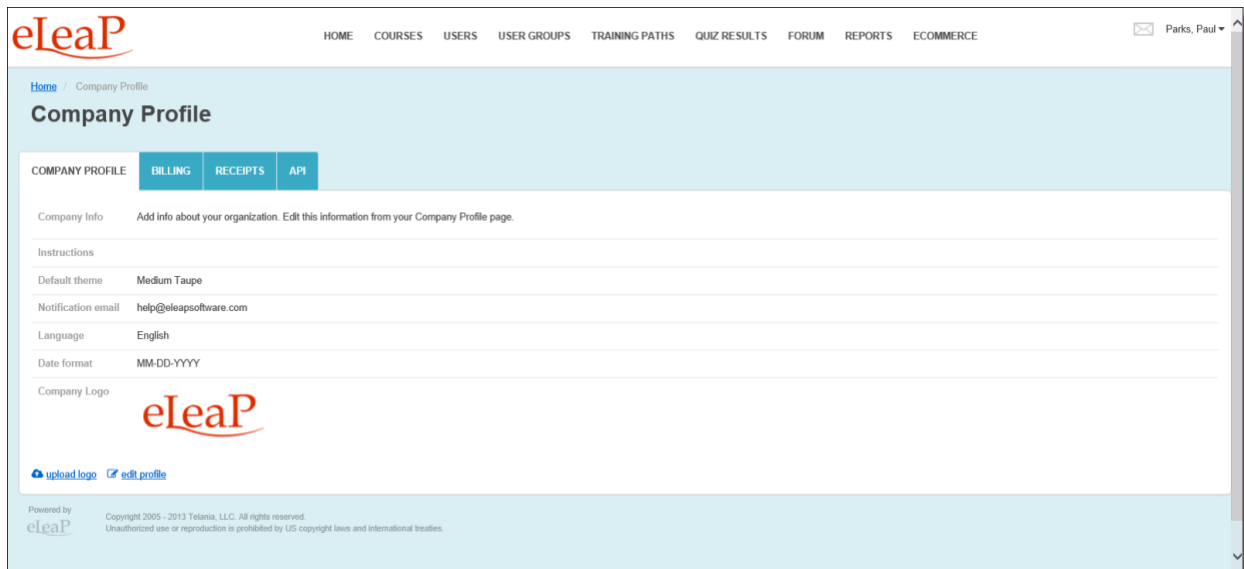 eLeaP
HOME COURSES USERS USER GROUPS TRAINING PATHS QUIZ RESULTS FORUM REPORTS ECOMMERCE
Parks, Paul
Home / Company Profile
Company Profile
COMPANY PROFILE BILLING RECEIPTS API
Company Info Add info about your organization. Edit this information from your Company Profile page.
Instructions
Default theme Medium Taupe
Notification email help@eleapsoftware.com
Language English
Date format MM-DD-YYYY
Company Logo
eLeaP
upload logo edit profile
Powered by
eLeaP
Copyright 2005 - 2013 Telania, LLC. All rights reserved.
Unauthorized use or reproduction is prohibited by US copyright laws and international treaties.